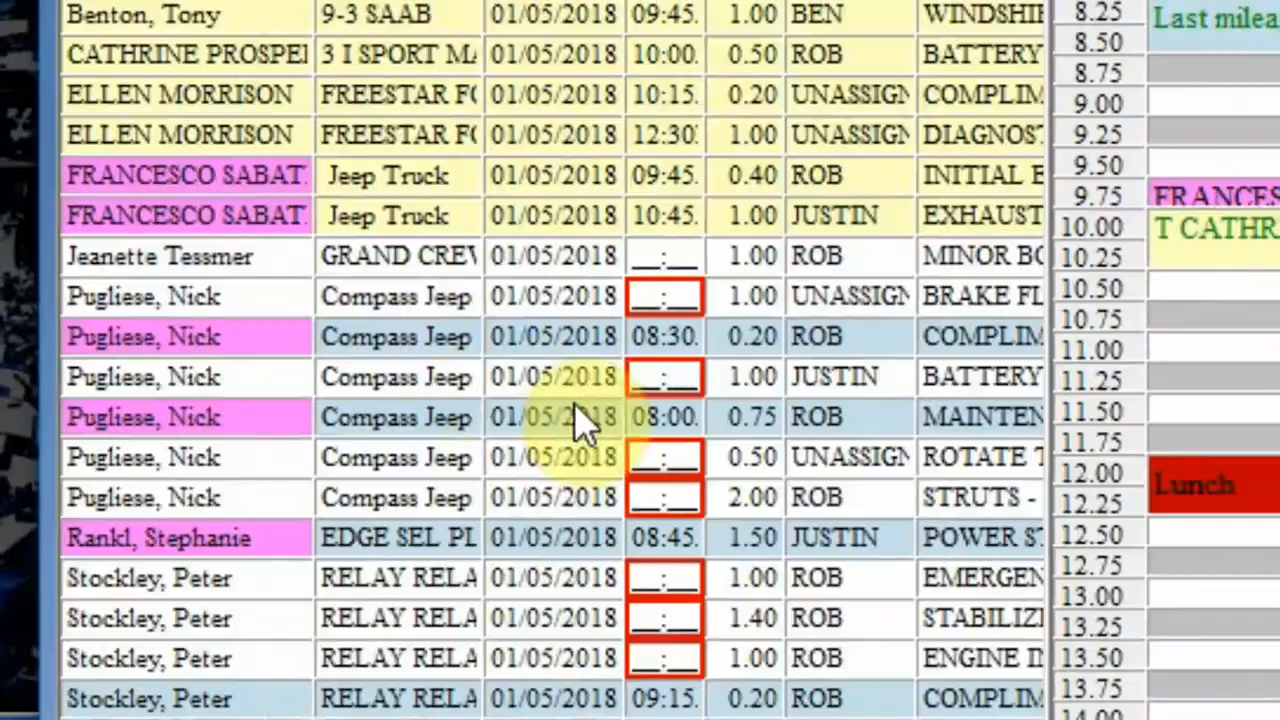 Benton, Tony 9-3 SAAB 01/05/2018 09:45. 1.00 BEN WINDSHI
CATHRINE PROSPE 3 I SPORT MA 01/05/2018 10:00. 0.50 ROB BATTERY
ELLEN MORRISON FREESTAR FO 01/05/2018 10:15. 0.20 UNASSIGN COMPLIM
ELLEN MORRISON FREESTAR FO 01/05/2018 12:30 1.00 UNASSIGN DIAGNOS
FRANCESCO SABAT Jeep Truck 01/05/2018 09:45. 0.40 ROB INITIAL E
FRANCESCO SABAT Jeep Truck 01/05/2018 10:45. 1.00 JUSTIN EXHAUST
Jeanette Tessmer GRAND CREW 01/05/2018 __:__ 1.00 ROB MINOR BO
Pugliese, Nick Compass Jeep 01/05/2018 __:__ 1.00 UNASSIGN BRAKE FL
Pugliese, Nick Compass Jeep 01/05/2018 08:30. 0.20 ROB COMPLIM
Pugliese, Nick Compass Jeep 01/05/2018 __:__ 1.00 JUSTIN BATTERY
Pugliese, Nick Compass Jeep 01/05/2018 08:00. 0.75 ROB MAINTEN
Pugliese, Nick Compass Jeep 01/05/2018 __:__ 0.50 UNASSIGN ROTATE T
Pugliese, Nick Compass Jeep 01/05/2018 __:__ 2.00 ROB STRUTS -
Rankl, Stephanie EDGE SEL PL 01/05/2018 08:45. 1.50 JUSTIN POWER ST
Stockley, Peter RELAY RELA 01/05/2018 __:__ 1.00 ROB EMERGEN
Stockley, Peter RELAY RELA 01/05/2018 __:__ 1.40 ROB STABILIZI
Stockley, Peter RELAY RELA 01/05/2018 __:__ 1.00 ROB ENGINE IN
Stockley, Peter RELAY RELA 01/05/2018 09:15. 0.20 ROB COMPLIM
8.25 Last milea
8.50
8.75
9.00
9.25
9.50
9.75 FRANCES
10.00 T CATHR
10.25
10.50
10.75
11.00
11.25
11.50
11.75
12.00 Lunch
12.25
12.50
12.75
13.00
13.25
13.50
13.75
14.00